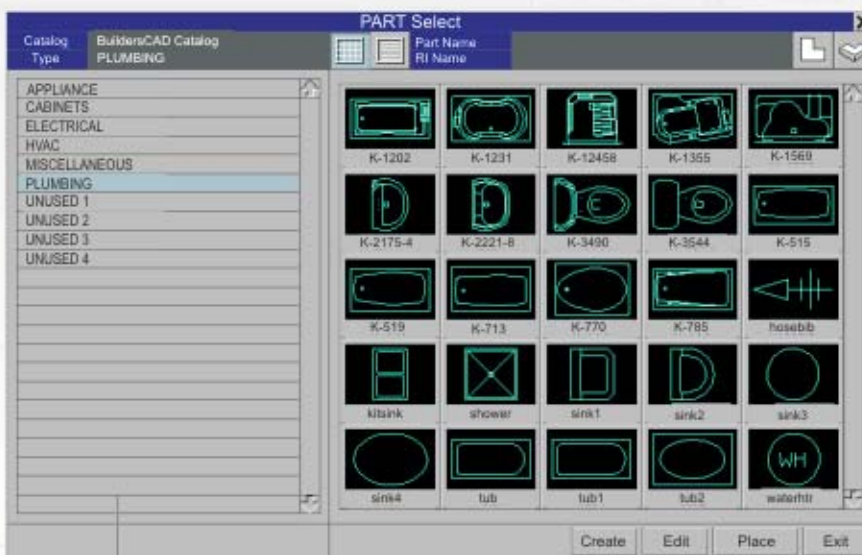 PART Select
Catalog BuildersCAD Catalog Part Name
Type PLUMBING RI Name
APPLIANCE
CABINETS
ELECTRICAL
HVAC
MISCELLANEOUS
PLUMBING
UNUSED 1
UNUSED 2
UNUSED 3
UNUSED 4
K-1202 K-1231 K-12458 K-1355 K-1569
K-2175-4 K-2221-8 K-3490 K-3544 K-515
K-519 K-713 K-770 K-785 hosebib
kitsink shower sink1 sink2 sink3
WH
sink4 tub tub1 tub2 waterhtr
Create Edit Place Exit